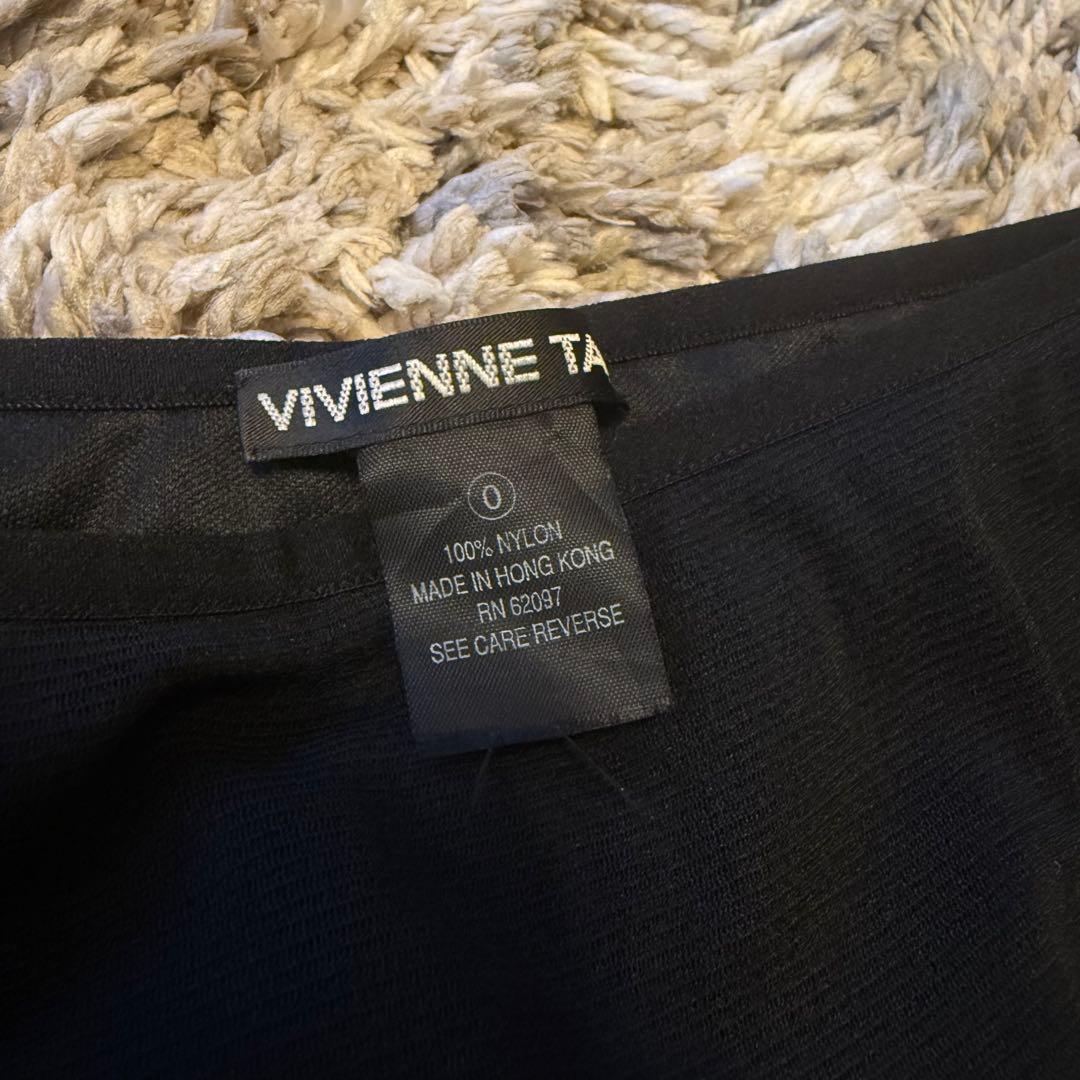 VIVIENNE TA
0
100% NYLON
MADE IN HONG KONG
RN 62097
SEE CARE REVERSE